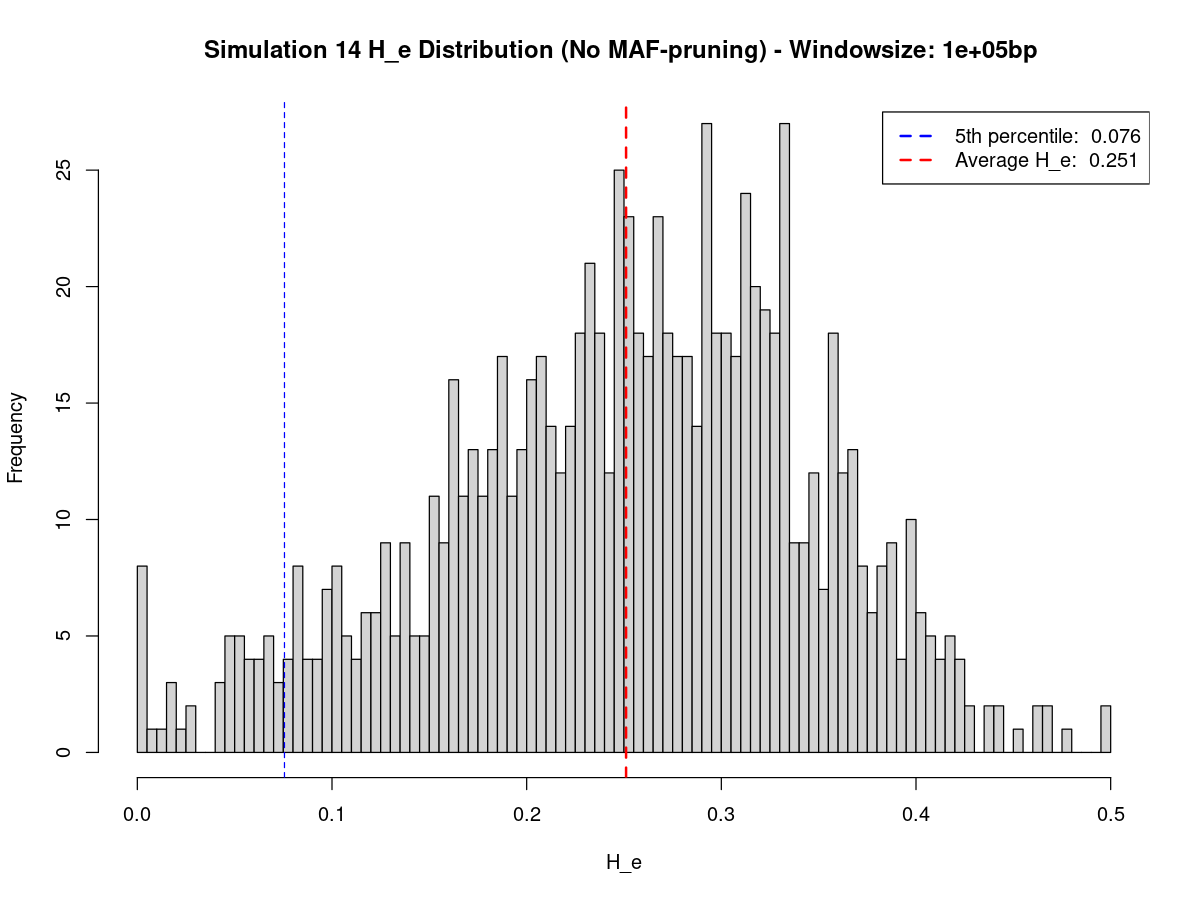 Simulation 14 H_e Distribution (No MAF-pruning) - Windowsize: 1e+05bp
5th percentile: 0.076
Average H_e: 0.251
Frequency
25
20
15
10
5
0
0.0 0.1 0.2 0.3 0.4 0.5
H_e